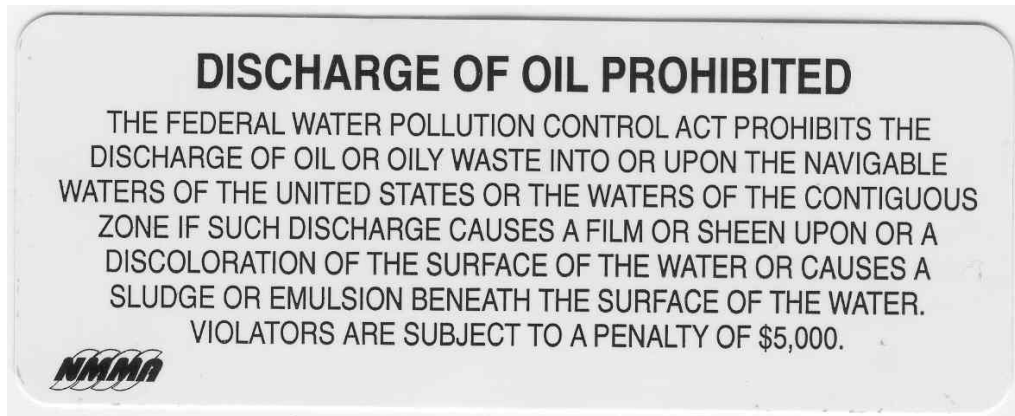 DISCHARGE OF OIL PROHIBITED
THE FEDERAL WATER POLLUTION CONTROL ACT PROHIBITS THE
DISCHARGE OF OIL OR OILY WASTE INTO OR UPON THE NAVIGABLE
WATERS OF THE UNITED STATES OR THE WATERS OF THE CONTIGUOUS
ZONE IF SUCH DISCHARGE CAUSES A FILM OR SHEEN UPON OR A
DISCOLORATION OF THE SURFACE OF THE WATER OR CAUSES A
SLUDGE OR EMULSION BENEATH THE SURFACE OF THE WATER.
VIOLATORS ARE SUBJECT TO A PENALTY OF $5,000.
NMMA